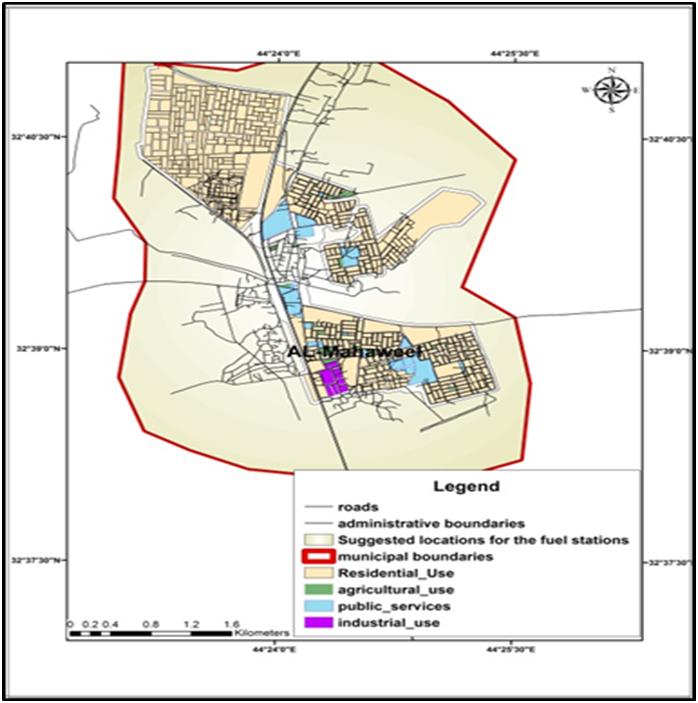 44°24'0"E 44°25'30"E
N
W E
S
32°40'30"N 32°40'30"N
32°39'0"N 32°39'0"N
AL-Mahaweel
Legend
roads
administrative boundaries
Suggested locations for the fuel stations
municipal boundaries
Residential_Use
agricultural_use
public_services
industrial_use
32°37'30"N 32°37'30"N
0 0.2 0.4 0.8 1.2 1.6
Kilometers
44°24'0"E 44°25'30"E